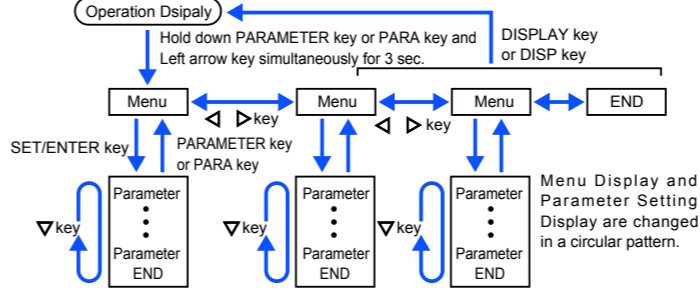 Operation Dsipaly
Hold down PARAMETER key or PARA key and
Left arrow key simultaneously for 3 sec.
DISPLAY key
or DISP key
Menu
Menu
Menu
END
◁ ▷ key
◁ ▷ key
SET/ENTER key
PARAMETER key
or PARA key
▽ key
Parameter
•
•
•
Parameter
END
▽ key
Parameter
•
•
•
Parameter
END
▽ key
Parameter
•
•
•
Parameter
END
Menu Display and
Parameter Setting
Display are changed
in a circular pattern.